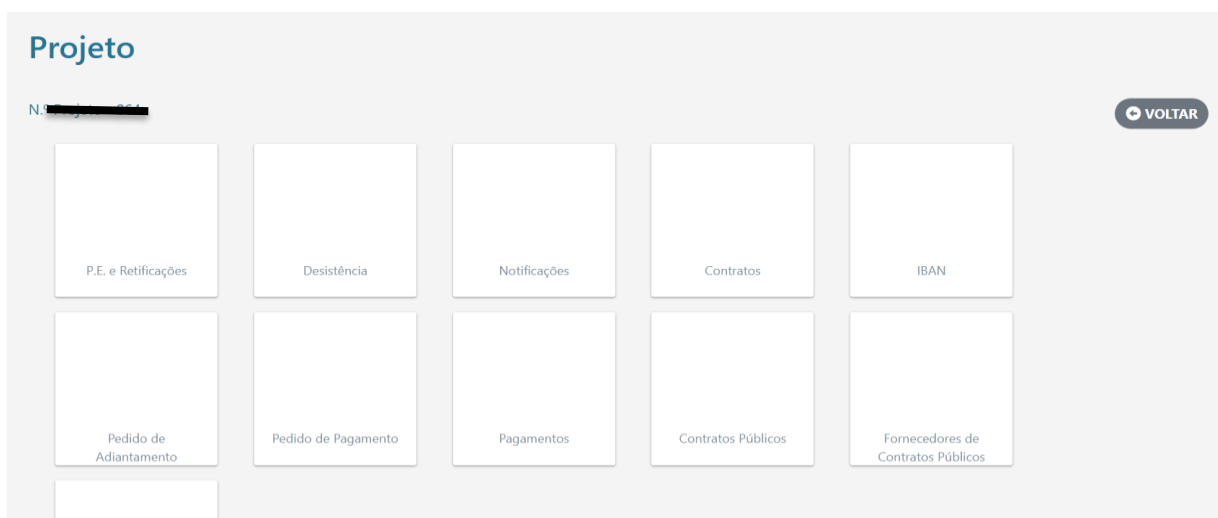 Projeto
N.º
VOLTAR
P.E. e Retificações
Desistência
Notificações
Contratos
IBAN
Pedido de
Adiantamento
Pedido de Pagamento
Pagamentos
Contratos Públicos
Fornecedores de
Contratos Públicos